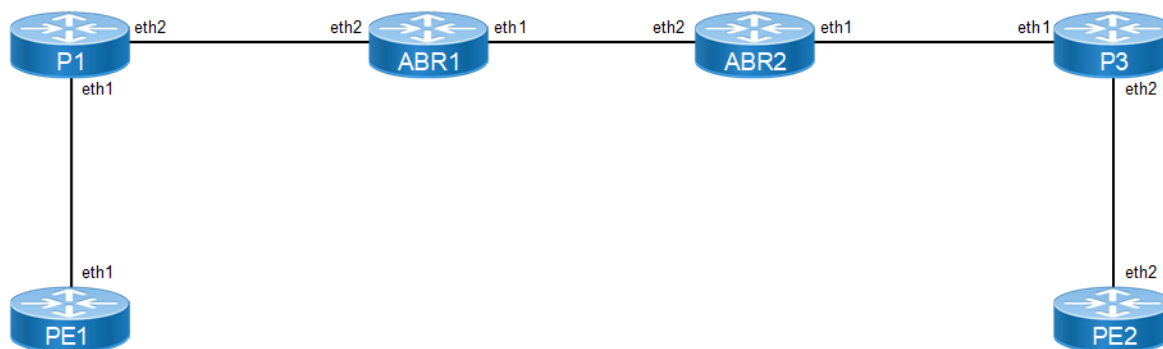 eth2 eth2 eth1 eth2 eth1 eth1
P1 ABR1 ABR2 P3
eth1 eth2
eth1 eth2
PE1 PE2